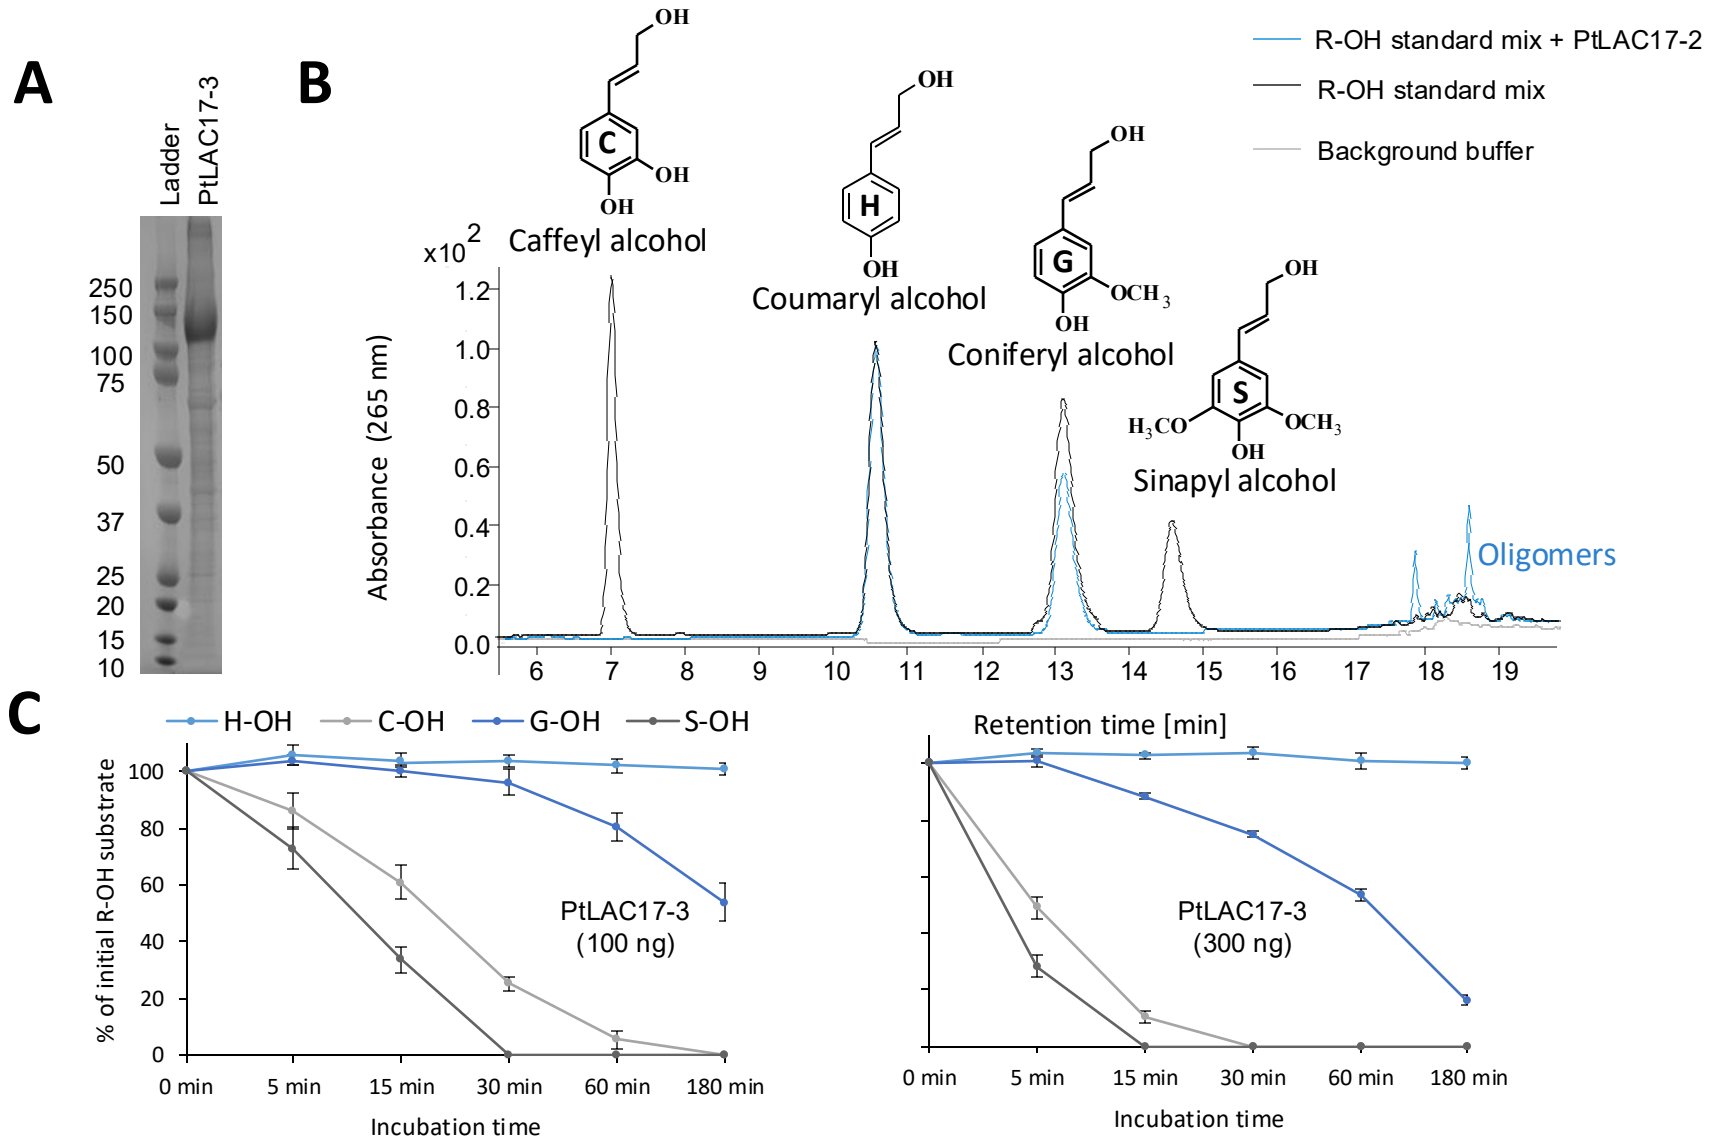 A
Ladder
PtLAC17-3
250
150
100
75
50
37
25
20
15
10
B
R-OH standard mix + PtLAC17-2
R-OH standard mix
Background buffer
OH
C
OH
OH
Caffeyl alcohol
OH
H
OH
Coumaryl alcohol
OH
G
OCH3
OH
Coniferyl alcohol
OH
S
H3CO
OCH3
OH
Sinapyl alcohol
x10^2
Absorbance (265 nm)
1.2
1.0
0.8
0.6
0.4
0.2
0.0
Oligomers
6 7 8 9 10 11 12 13 14 15 16 17 18 19
Retention time [min]
C
H-OH C-OH G-OH S-OH
% of initial R-OH substrate
100
80
60
40
20
0
PtLAC17-3
(100 ng)
0 min 5 min 15 min 30 min 60 min 180 min
Incubation time
PtLAC17-3
(300 ng)
0 min 5 min 15 min 30 min 60 min 180 min
Incubation time